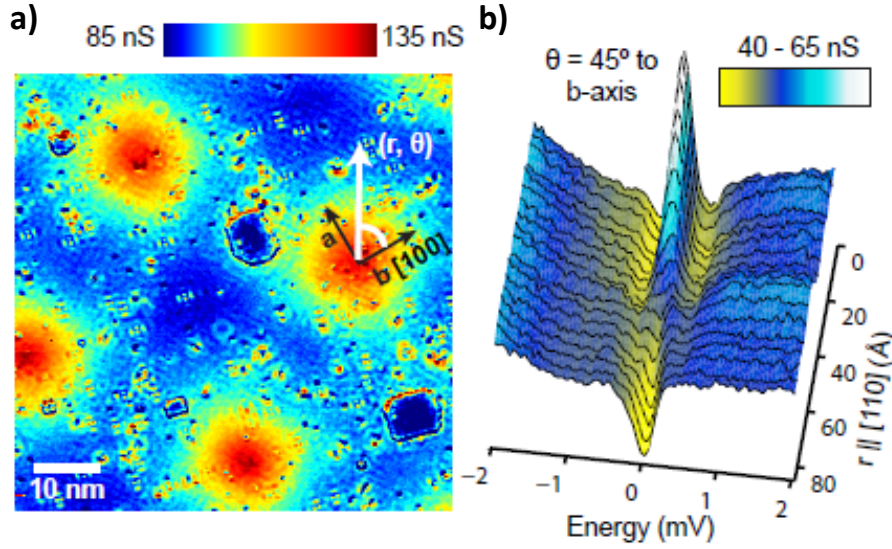 a)
85 nS
135 nS
(r, θ)
a
b [100]
10 nm
b)
θ = 45º to
b-axis
40 - 65 nS
0
20
40
60
80
r || [110] (Å)
−2
−1
0
1
2
Energy (mV)